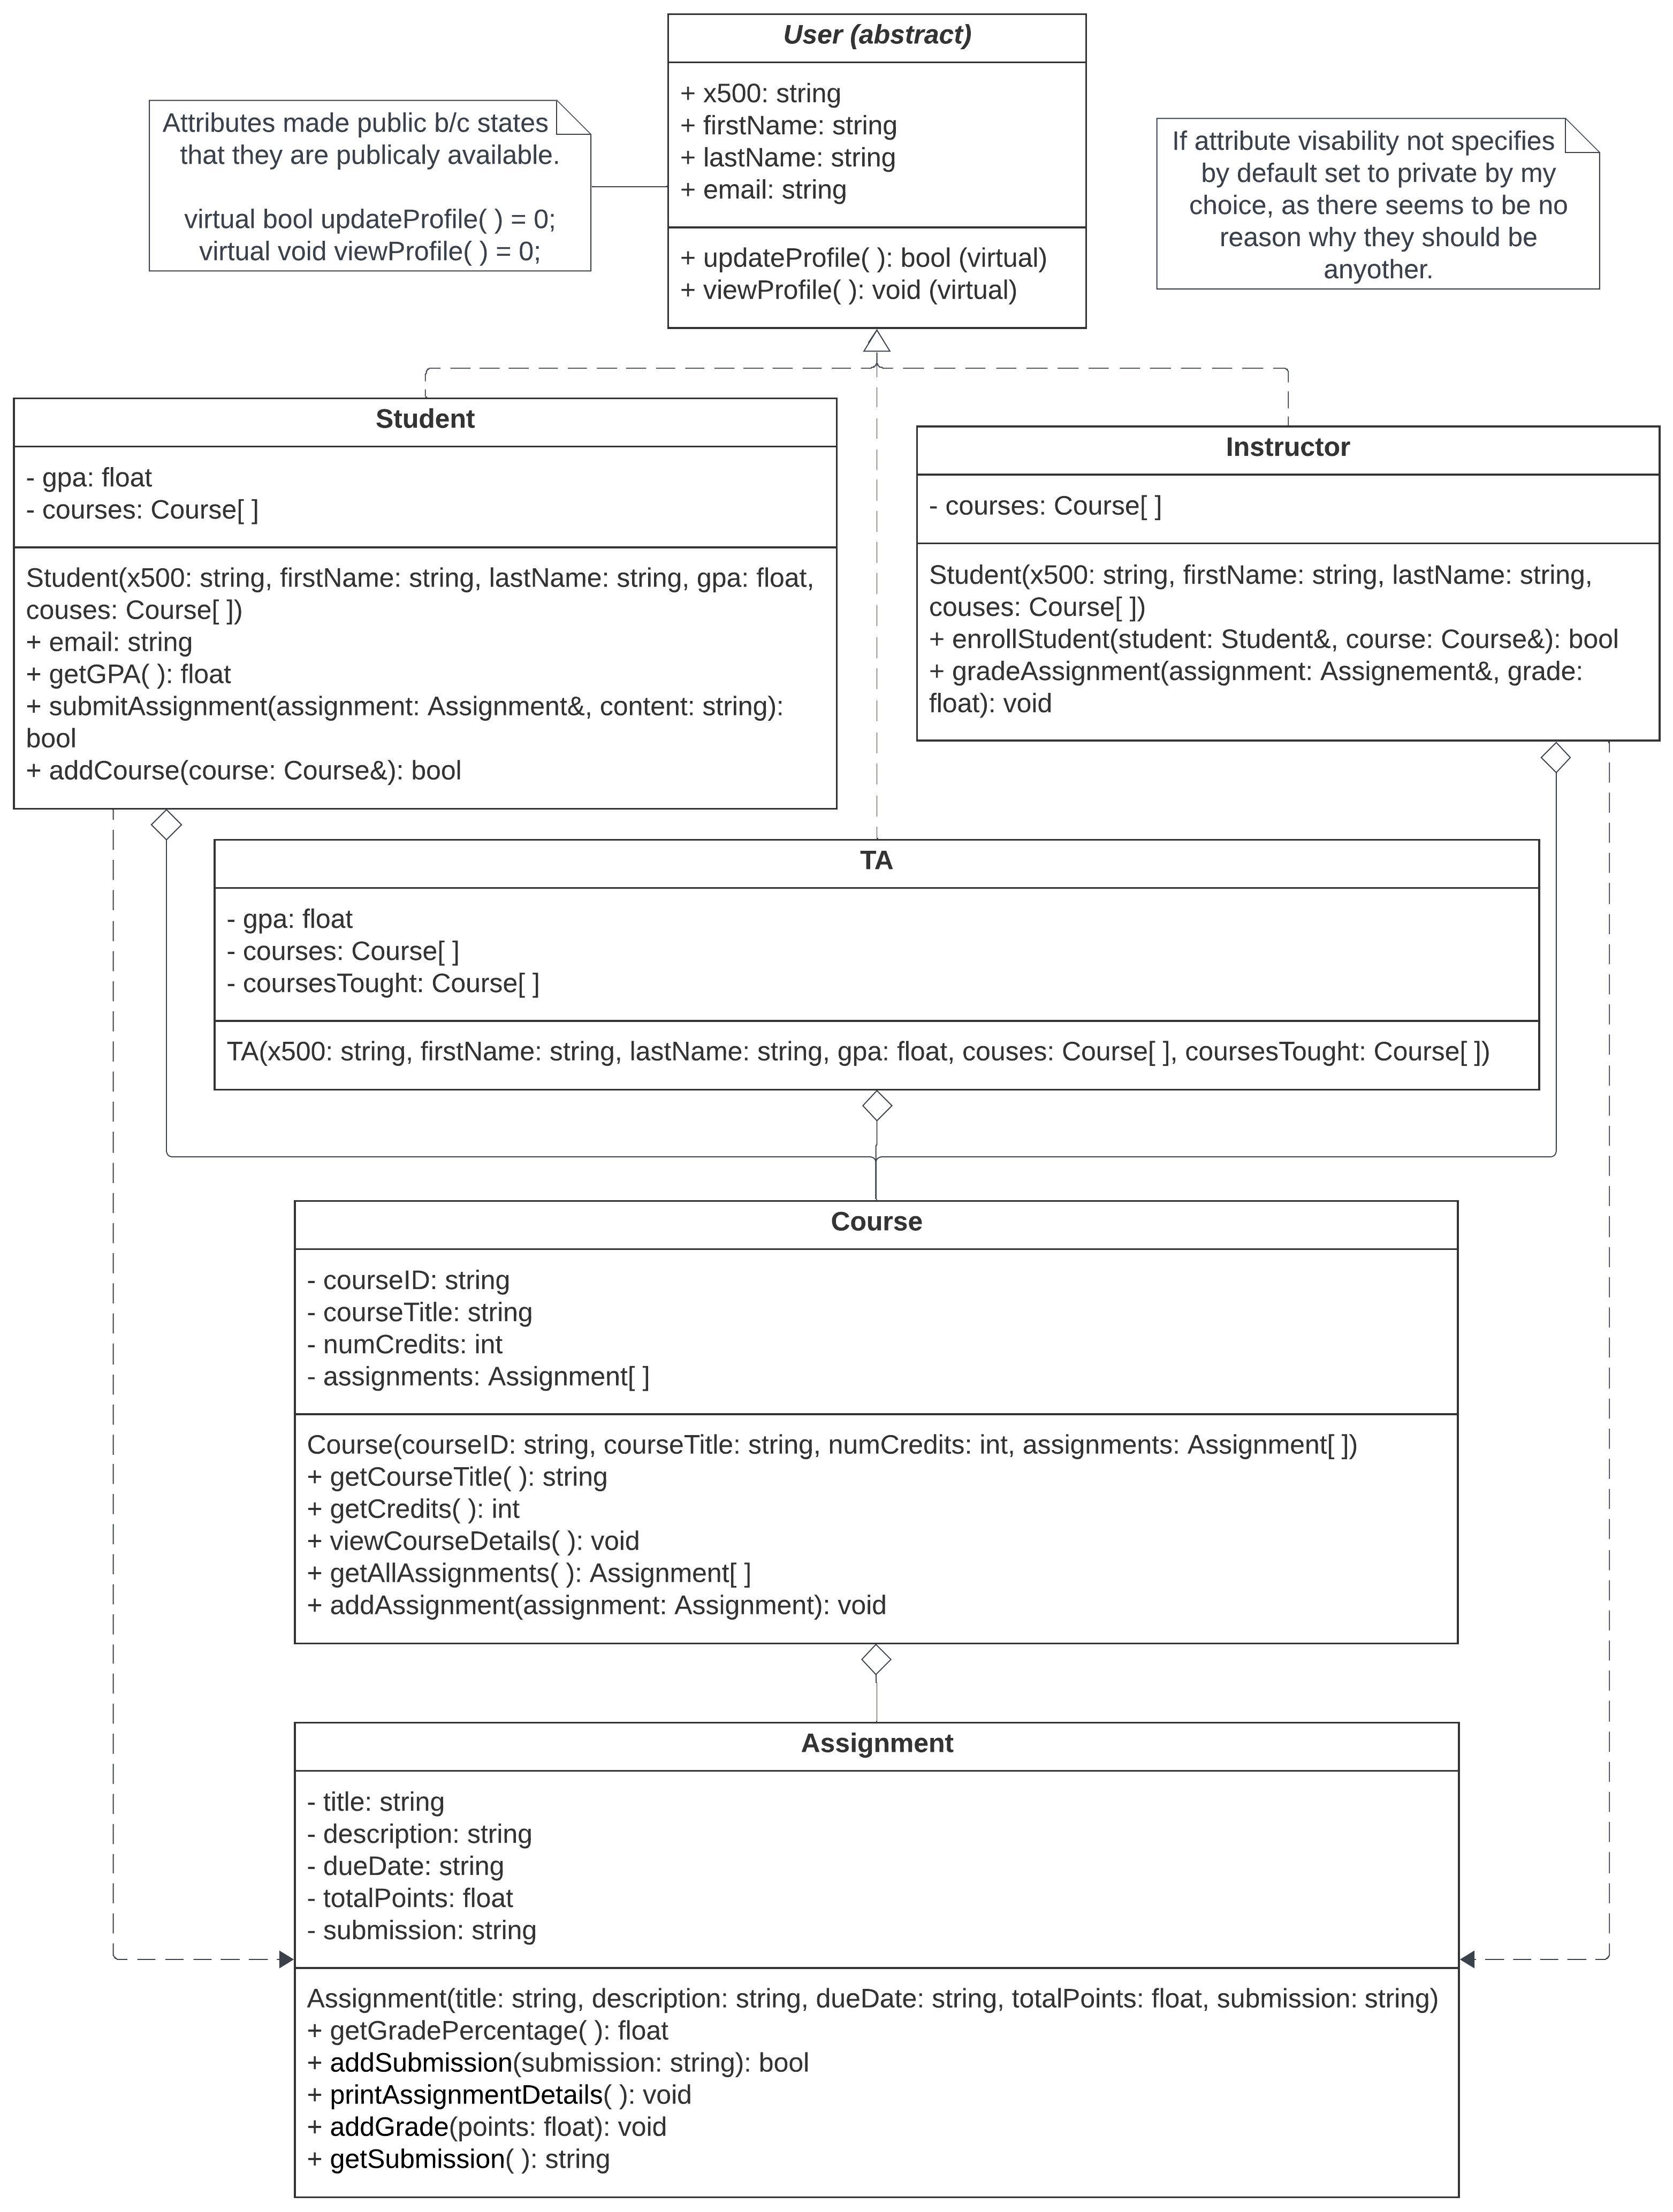 User (abstract)
+ x500: string
+ firstName: string
+ lastName: string
+ email: string
+ updateProfile( ): bool (virtual)
+ viewProfile( ): void (virtual)
Attributes made public b/c states
that they are publicaly available.
virtual bool updateProfile( ) = 0;
virtual void viewProfile( ) = 0;
If attribute visability not specifies
by default set to private by my
choice, as there seems to be no
reason why they should be
anyother.
Student
- gpa: float
- courses: Course[ ]
Student(x500: string, firstName: string, lastName: string, gpa: float,
couses: Course[ ])
+ email: string
+ getGPA( ): float
+ submitAssignment(assignment: Assignment&, content: string):
bool
+ addCourse(course: Course&): bool
Instructor
- courses: Course[ ]
Student(x500: string, firstName: string, lastName: string,
couses: Course[ ])
+ enrollStudent(student: Student&, course: Course&): bool
+ gradeAssignment(assignment: Assignement&, grade:
float): void
TA
- gpa: float
- courses: Course[ ]
- coursesTought: Course[ ]
TA(x500: string, firstName: string, lastName: string, gpa: float, couses: Course[ ], coursesTought: Course[ ])
Course
- courseID: string
- courseTitle: string
- numCredits: int
- assignments: Assignment[ ]
Course(courseID: string, courseTitle: string, numCredits: int, assignments: Assignment[ ])
+ getCourseTitle( ): string
+ getCredits( ): int
+ viewCourseDetails( ): void
+ getAllAssignments( ): Assignment[ ]
+ addAssignment(assignment: Assignment): void
Assignment
- title: string
- description: string
- dueDate: string
- totalPoints: float
- submission: string
Assignment(title: string, description: string, dueDate: string, totalPoints: float, submission: string)
+ getGradePercentage( ): float
+ addSubmission(submission: string): bool
+ printAssignmentDetails( ): void
+ addGrade(points: float): void
+ getSubmission( ): string